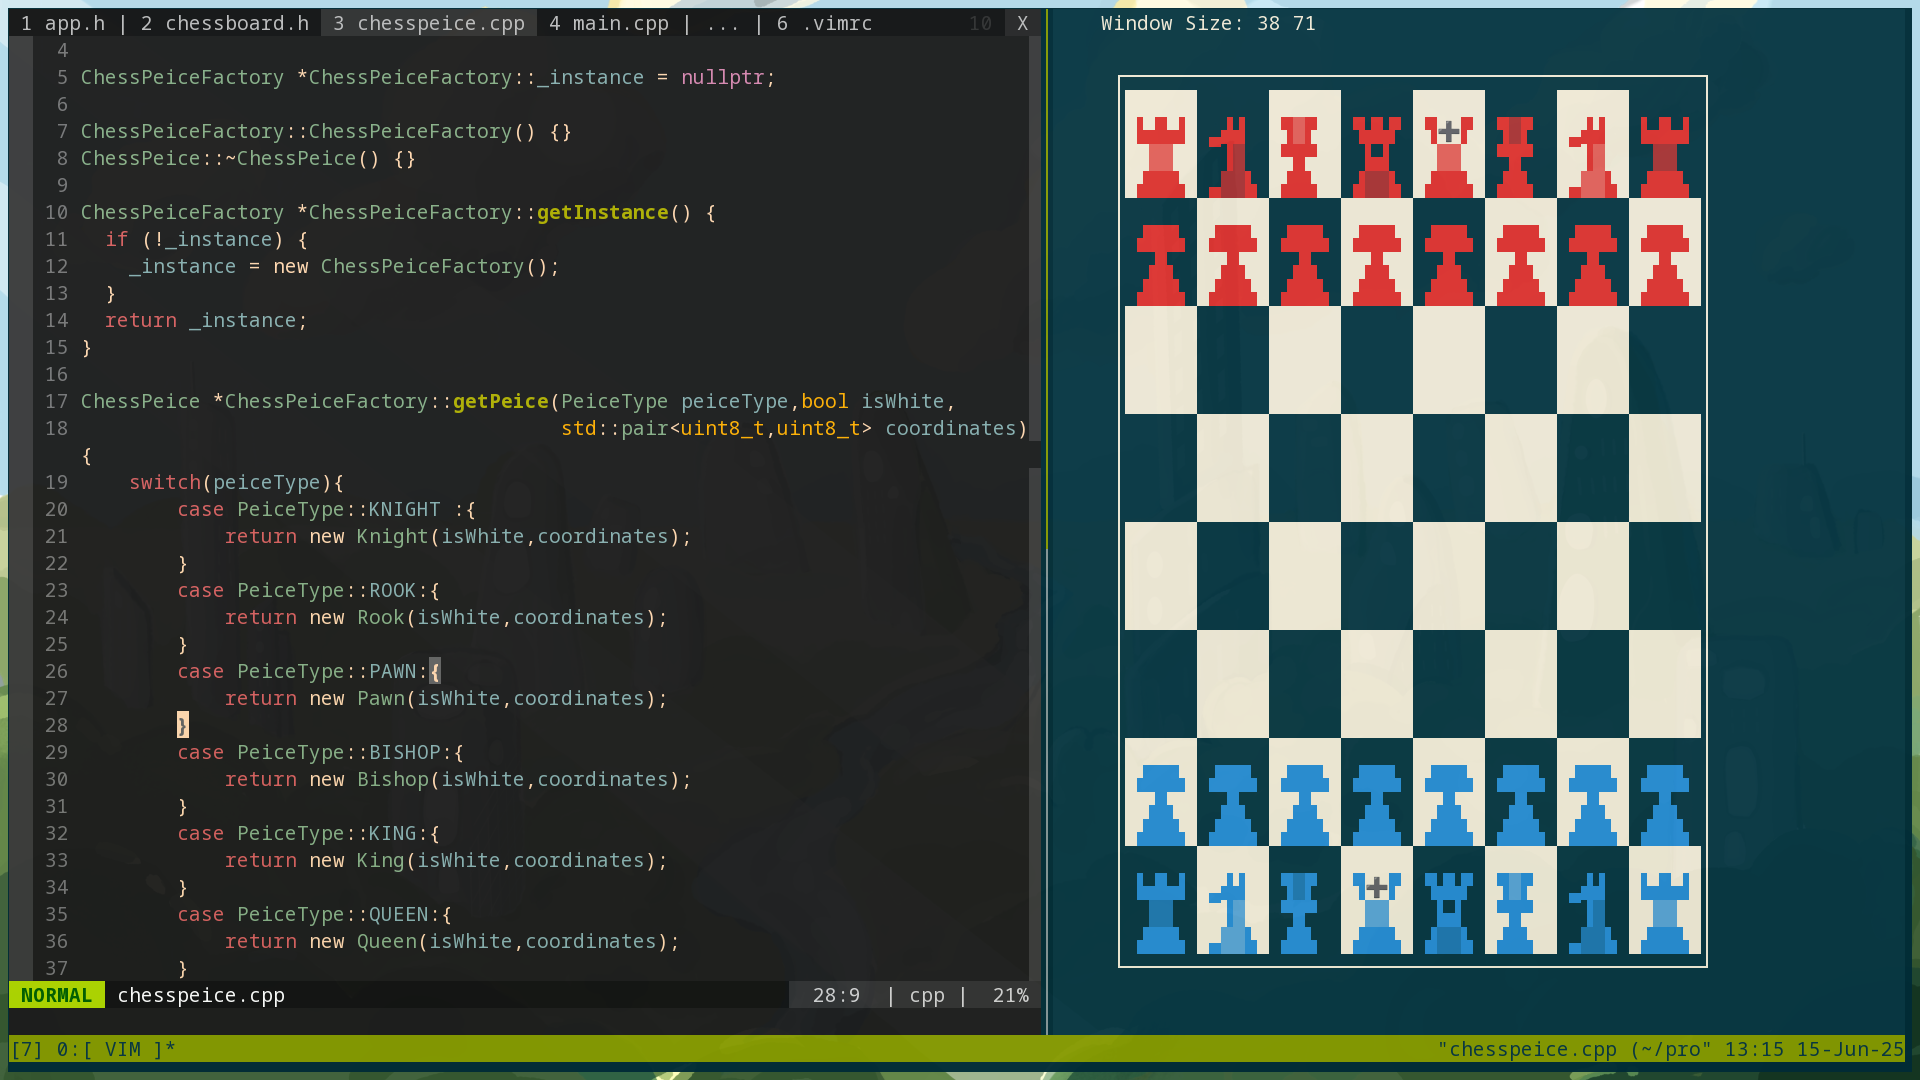 1 app.h | 2 chessboard.h  3 chesspeice.cpp  4 main.cpp | ... | 6 .vimrc  10  X
4
5 ChessPeiceFactory *ChessPeiceFactory::_instance = nullptr;
6
7 ChessPeiceFactory::ChessPeiceFactory() {}
8 ChessPeice::~ChessPeice() {}
9
10 ChessPeiceFactory *ChessPeiceFactory::getInstance() {
11   if (!_instance) {
12     _instance = new ChessPeiceFactory();
13   }
14   return _instance;
15 }
16
17 ChessPeice *ChessPeiceFactory::getPeice(PeiceType peiceType,bool isWhite,
18                                         std::pair<uint8_t,uint8_t> coordinates)
{
19     switch(peiceType){
20         case PeiceType::KNIGHT :{
21             return new Knight(isWhite,coordinates);
22         }
23         case PeiceType::ROOK:{
24             return new Rook(isWhite,coordinates);
25         }
26         case PeiceType::PAWN:{
27             return new Pawn(isWhite,coordinates);
28         }
29         case PeiceType::BISHOP:{
30             return new Bishop(isWhite,coordinates);
31         }
32         case PeiceType::KING:{
33             return new King(isWhite,coordinates);
34         }
35         case PeiceType::QUEEN:{
36             return new Queen(isWhite,coordinates);
37         }
NORMAL  chesspeice.cpp  28:9  | cpp |  21%
Window Size: 38 71
[7] 0:[ VIM ]*  "chesspeice.cpp (~/pro" 13:15 15-Jun-25